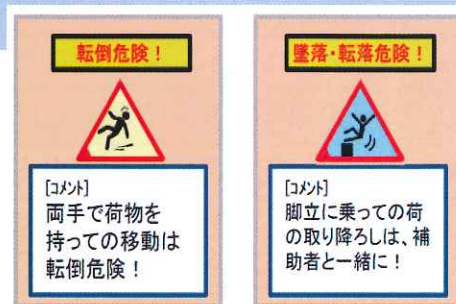 転倒危険！
[コメント]
両手で荷物を
持っての移動は
転倒危険！
墜落・転落危険！
[コメント]
脚立に乗っての荷
の取り降ろしは、補
助者と一緒に！